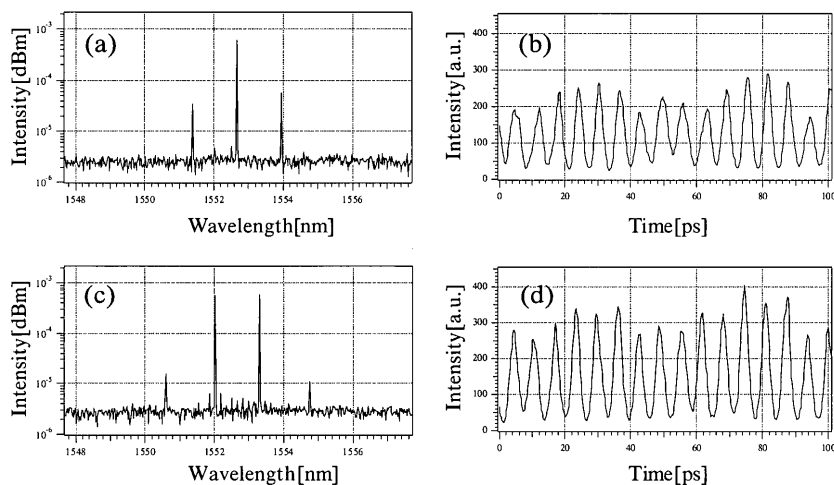 (a)
Intensity[dBm]
10-3
10-4
10-5
10-6
1548 1550 1552 1554 1556
Wavelength[nm]
(b)
Intensity[a.u.]
400
300
200
100
0
0 20 40 60 80 100
Time[ps]
(c)
Intensity[dBm]
10-3
10-4
10-5
10-6
1548 1550 1552 1554 1556
Wavelength[nm]
(d)
Intensity[a.u.]
400
300
200
100
0
0 20 40 60 80 100
Time[ps]